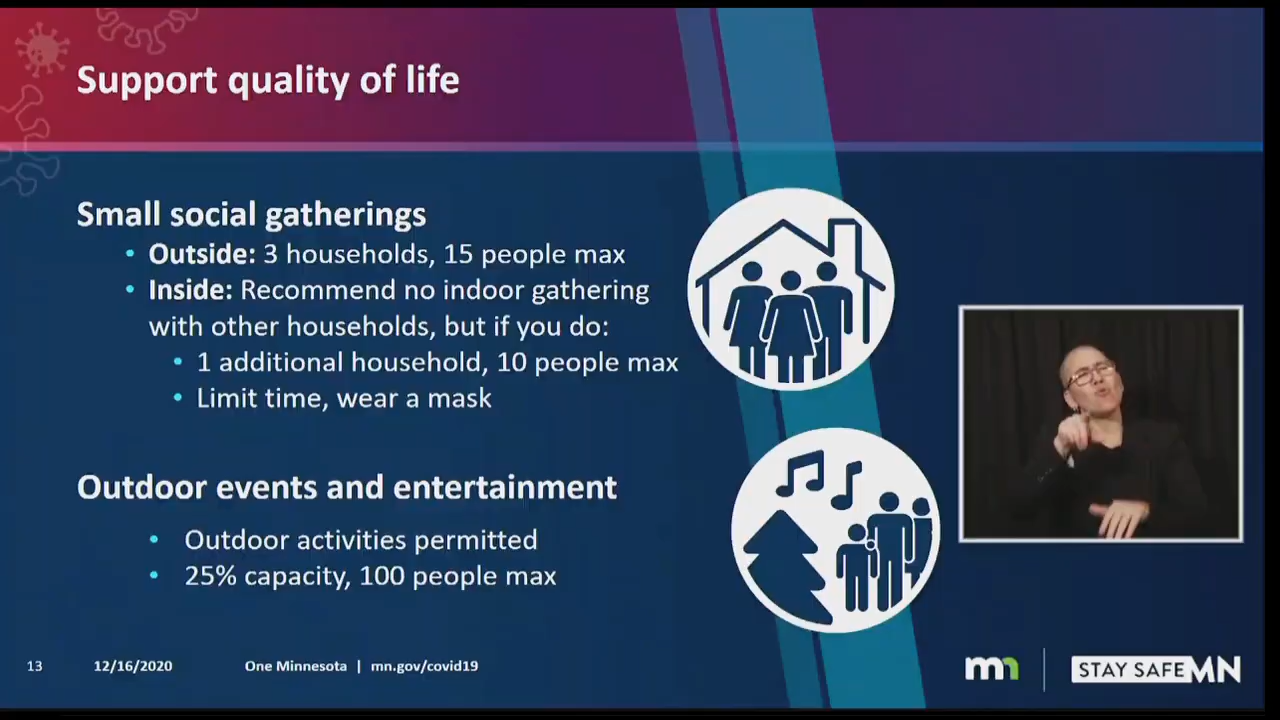 Support quality of life
Small social gatherings
• Outside: 3 households, 15 people max
• Inside: Recommend no indoor gathering
with other households, but if you do:
• 1 additional household, 10 people max
• Limit time, wear a mask
Outdoor events and entertainment
• Outdoor activities permitted
• 25% capacity, 100 people max
13 12/16/2020 One Minnesota | mn.gov/covid19
mn STAY SAFE MN